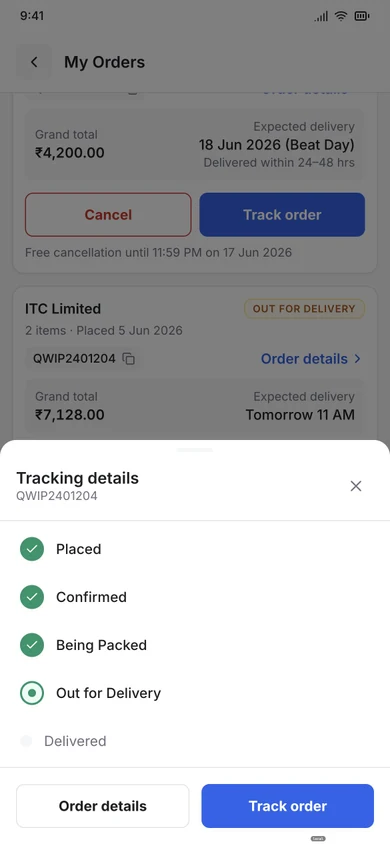 9:41
My Orders
Grand total
₹4,200.00
Expected delivery
18 Jun 2026 (Beat Day)
Delivered within 24–48 hrs
Cancel
Track order
Free cancellation until 11:59 PM on 17 Jun 2026
ITC Limited
OUT FOR DELIVERY
2 items · Placed 5 Jun 2026
QWIP2401204
Order details
Grand total
₹7,128.00
Expected delivery
Tomorrow 11 AM
Tracking details
QWIP2401204
Placed
Confirmed
Being Packed
Out for Delivery
Delivered
Order details
Track order